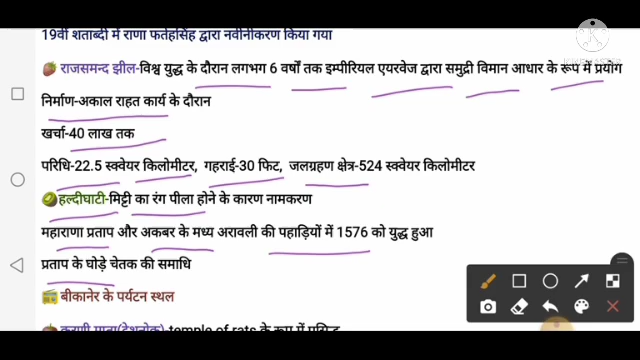 19वी शताब्दी में राणा फतेहसिंह द्वारा नवीनीकरण किया गया
राजसमन्द झील-विश्व युद्ध के दौरान लगभग 6 वर्षों तक इम्पीरियल एयरवेज द्वारा समुद्री विमान आधार के रूप में प्रयोग
निर्माण-अकाल राहत कार्य के दौरान
खर्चा-40 लाख तक
परिधि-22.5 स्क्वेयर किलोमीटर, गहराई-30 फिट, जलग्रहण क्षेत्र-524 स्क्वेयर किलोमीटर
हल्दीघाटी-मिट्टी का रंग पीला होने के कारण नामकरण
महाराणा प्रताप और अकबर के मध्य अरावली की पहाड़ियों में 1576 को युद्ध हुआ
प्रताप के घोड़े चेतक की समाधि
बीकानेर के पर्यटन स्थल
temple of rats के रूप में